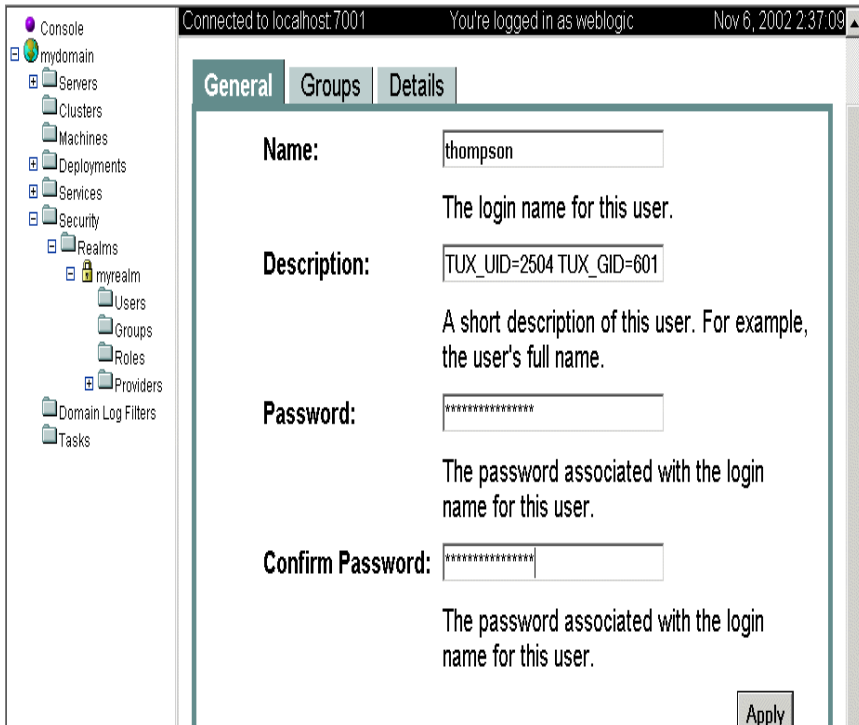 Connected to localhost:7001 You're logged in as weblogic Nov 6, 2002 2:37:09
Console
mydomain
Servers
Clusters
Machines
Deployments
Services
Security
Realms
myrealm
Users
Groups
Roles
Providers
Domain Log Filters
Tasks
General Groups Details
Name: thompson
The login name for this user.
Description: TUX_UID=2504 TUX_GID=601
A short description of this user. For example,
the user's full name.
Password: ***************
The password associated with the login
name for this user.
Confirm Password: ***************
The password associated with the login
name for this user.
Apply